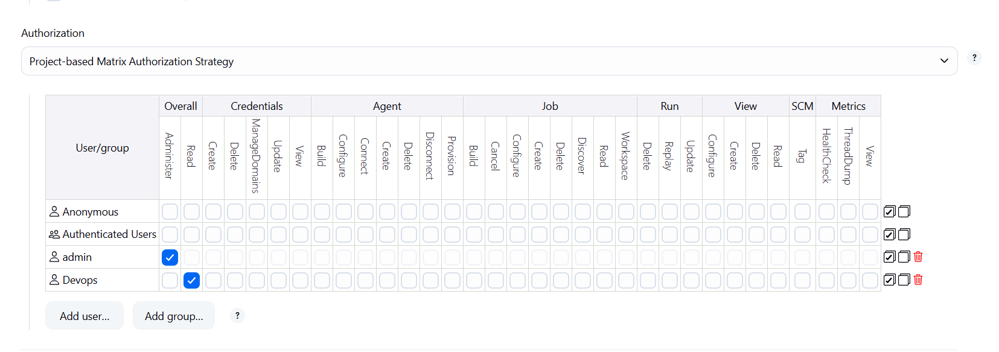 Authorization
Project-based Matrix Authorization Strategy
?
User/group
Overall Credentials Agent Job Run View SCM Metrics
Administer Read Create Delete ManageDomains Update View Build Configure Connect Create Delete Disconnect Provision Build Cancel Configure Create Delete Discover Read Workspace Delete Replay Update Configure Create Delete Read Tag HealthCheck ThreadDump View
Anonymous
Authenticated Users
admin
Devops
Add user... Add group... ?